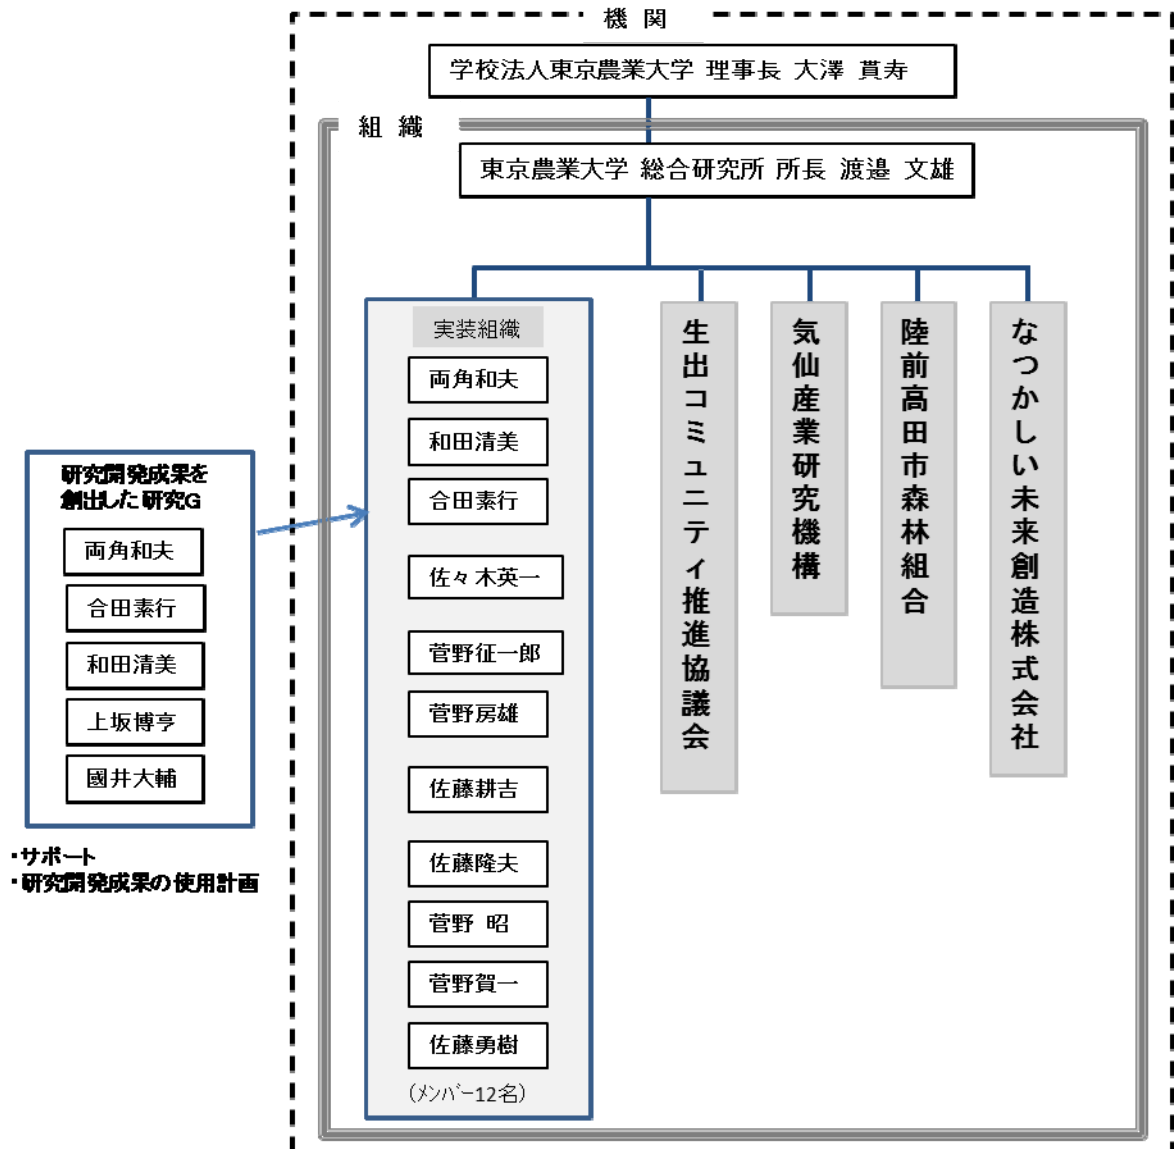 機 関
学校法人東京農業大学 理事長 大澤 貫寿
組 織
東京農業大学 総合研究所 所長 渡邉 文雄
実装組織
両角和夫
和田清美
合田素行
佐々木英一
菅野征一郎
菅野房雄
佐藤耕吉
佐藤隆夫
菅野 昭
菅野賀一
佐藤勇樹
(メンバー12名)
生出コミュニティ推進協議会
気仙産業研究機構
陸前高田市森林組合
なつかしい未来創造株式会社
研究開発成果を
創出した研究G
両角和夫
合田素行
和田清美
上坂博亨
國井大輔
・サポート
・研究開発成果の使用計画